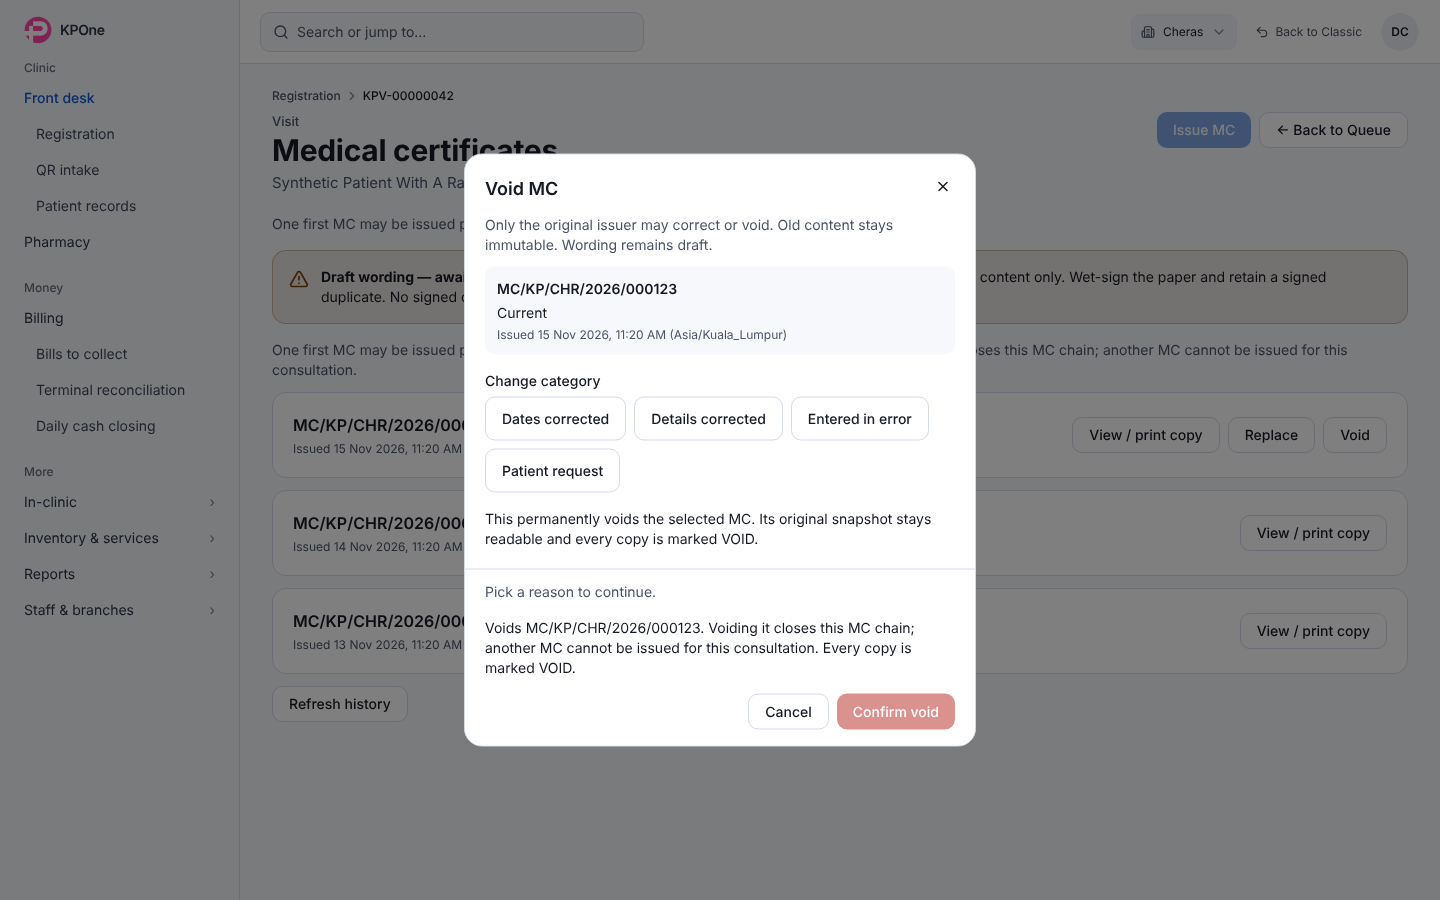 KPOne
Search or jump to...
Cheras
Back to Classic
DC
Clinic
Front desk
Registration
QR intake
Patient records
Pharmacy
Money
Billing
Bills to collect
Terminal reconciliation
Daily cash closing
More
In-clinic
Inventory & services
Reports
Staff & branches
Registration > KPV-00000042
Visit
Medical certificates
Synthetic Patient With A Ra
One first MC may be issued p
Issue MC
← Back to Queue
Draft wording — awai
content only. Wet-sign the paper and retain a signed
duplicate. No signed
One first MC may be issued p
ses this MC chain; another MC cannot be issued for this
consultation.
MC/KP/CHR/2026/00
Issued 15 Nov 2026, 11:20 AM
View / print copy
Replace
Void
MC/KP/CHR/2026/00
Issued 14 Nov 2026, 11:20 AM
View / print copy
MC/KP/CHR/2026/00
Issued 13 Nov 2026, 11:20 AM
View / print copy
Refresh history
Void MC
Only the original issuer may correct or void. Old content stays
immutable. Wording remains draft.
MC/KP/CHR/2026/000123
Current
Issued 15 Nov 2026, 11:20 AM (Asia/Kuala_Lumpur)
Change category
Dates corrected
Details corrected
Entered in error
Patient request
This permanently voids the selected MC. Its original snapshot stays
readable and every copy is marked VOID.
Pick a reason to continue.
Voids MC/KP/CHR/2026/000123. Voiding it closes this MC chain;
another MC cannot be issued for this consultation. Every copy is
marked VOID.
Cancel
Confirm void